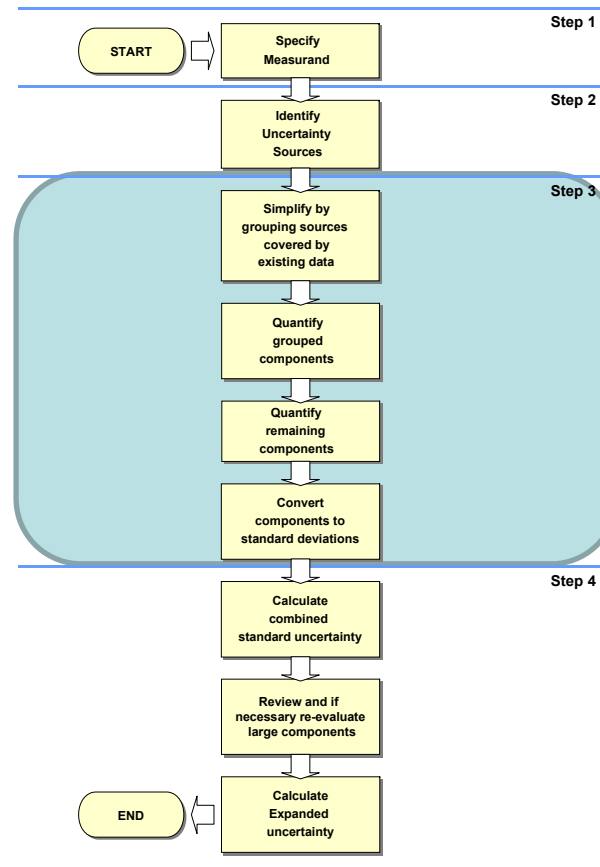 Step 1
START
Specify
Measurand
Step 2
Identify
Uncertainty
Sources
Step 3
Simplify by
grouping sources
covered by
existing data
Quantify
grouped
components
Quantify
remaining
components
Convert
components to
standard deviations
Step 4
Calculate
combined
standard uncertainty
Review and if
necessary re-evaluate
large components
END
Calculate
Expanded
uncertainty